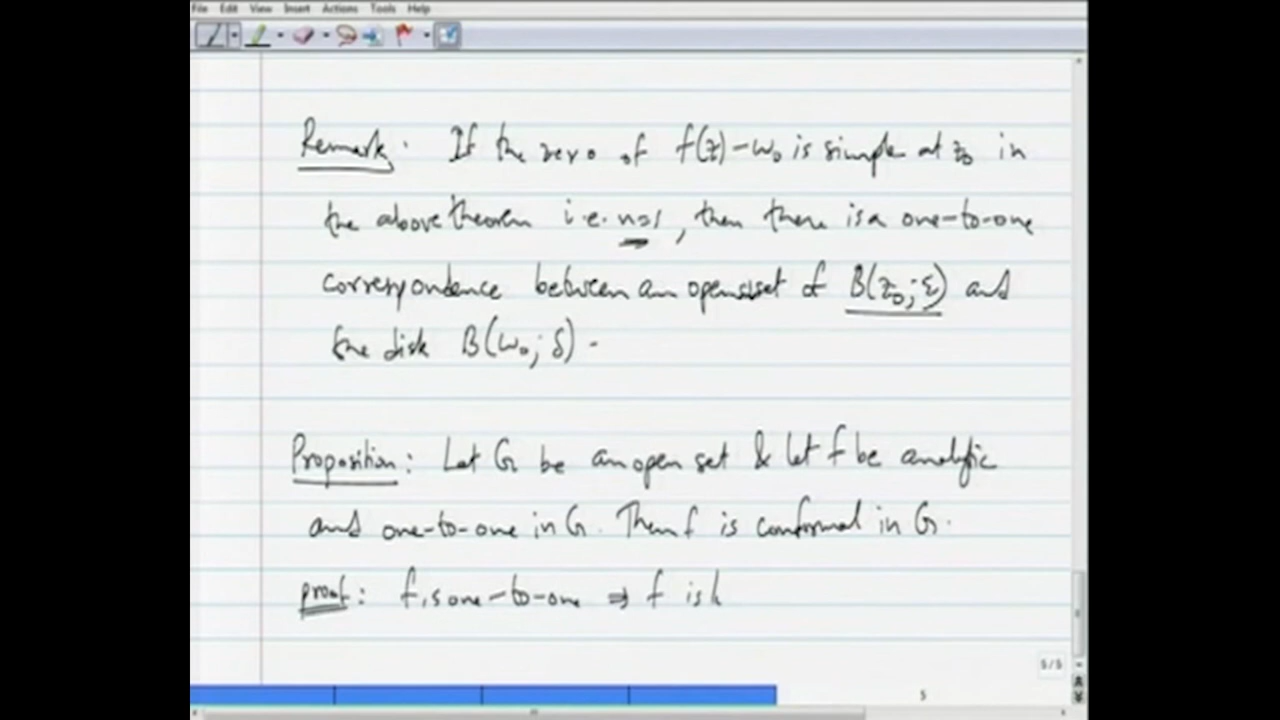 File Edit View Insert Actions Tools Help
Remark. If the zero of f(z)-w₀ is simple at z₀ in
the above theorem i.e. n=1, then there is a one-to-one
correspondence between an open subset of B(z₀; ε) and
the disk B(w₀; δ).
Proposition: Let G be an open set & let f be analytic
and one-to-one in G. Then f is conformal in G.
proof: f is one-to-one ⇒ f is l
5/5
5